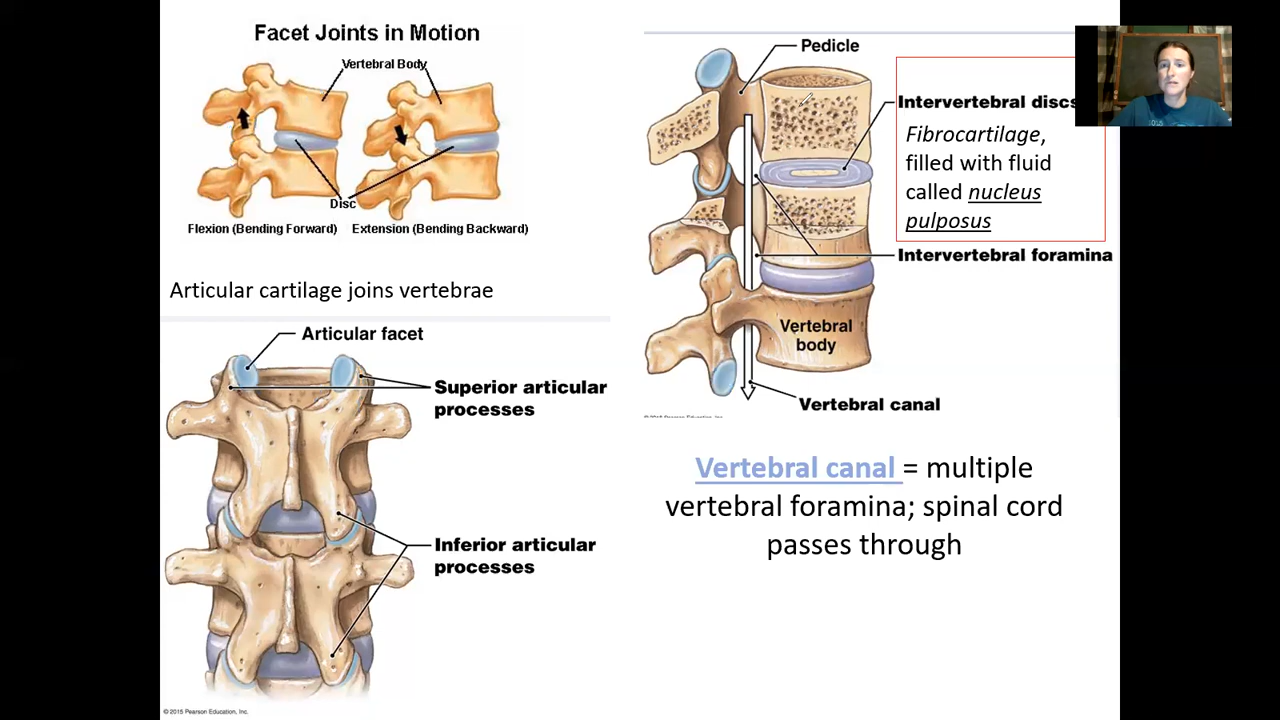 Facet Joints in Motion
Vertebral Body
Disc
Flexion (Bending Forward)
Extension (Bending Backward)
Articular cartilage joins vertebrae
Articular facet
Superior articular
processes
Inferior articular
processes
© 2015 Pearson Education, Inc.
Pedicle
Intervertebral discs
Fibrocartilage,
filled with fluid
called nucleus
pulposus
Intervertebral foramina
Vertebral
body
Vertebral canal
Vertebral canal = multiple
vertebral foramina; spinal cord
passes through